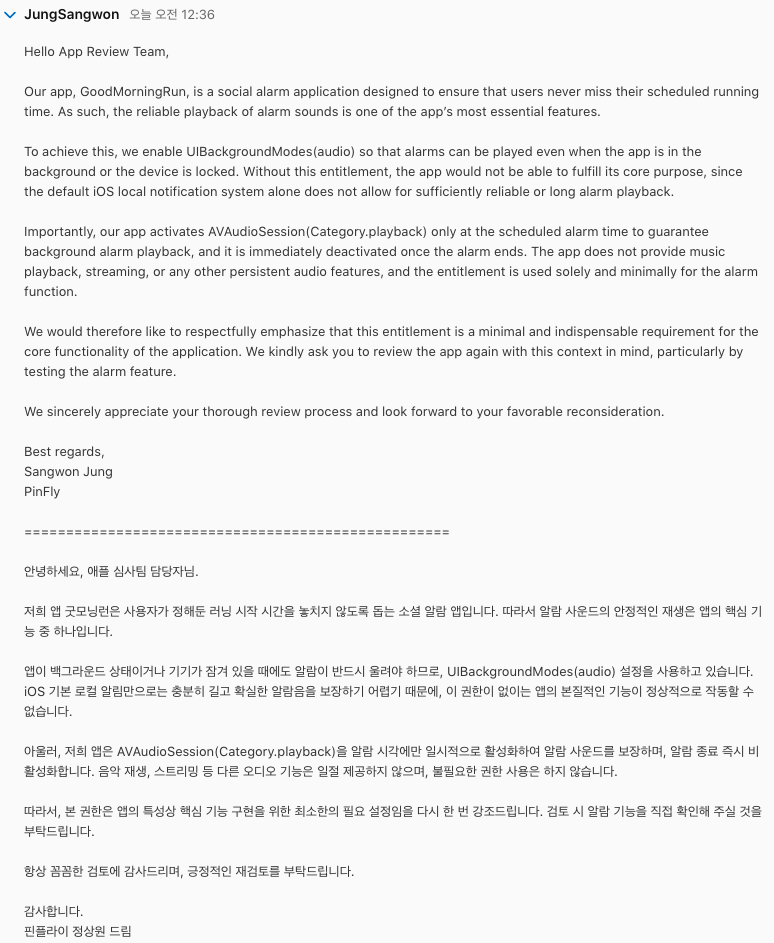 JungSangwon 오늘 오전 12:36
Hello App Review Team,
Our app, GoodMorningRun, is a social alarm application designed to ensure that users never miss their scheduled running
time. As such, the reliable playback of alarm sounds is one of the app’s most essential features.
To achieve this, we enable UIBackgroundModes(audio) so that alarms can be played even when the app is in the
background or the device is locked. Without this entitlement, the app would not be able to fulfill its core purpose, since
the default iOS local notification system alone does not allow for sufficiently reliable or long alarm playback.
Importantly, our app activates AVAudioSession(Category.playback) only at the scheduled alarm time to guarantee
background alarm playback, and it is immediately deactivated once the alarm ends. The app does not provide music
playback, streaming, or any other persistent audio features, and the entitlement is used solely and minimally for the alarm
function.
We would therefore like to respectfully emphasize that this entitlement is a minimal and indispensable requirement for the
core functionality of the application. We kindly ask you to review the app again with this context in mind, particularly by
testing the alarm feature.
We sincerely appreciate your thorough review process and look forward to your favorable reconsideration.
Best regards,
Sangwon Jung
PinFly
===================================================
안녕하세요, 애플 심사팀 담당자님.
저희 앱 굿모닝런은 사용자가 정해둔 러닝 시작 시간을 놓치지 않도록 돕는 소셜 알람 앱입니다. 따라서 알람 사운드의 안정적인 재생은 앱의 핵심 기
능 중 하나입니다.
앱이 백그라운드 상태이거나 기기가 잠겨 있을 때에도 알람이 반드시 울려야 하므로, UIBackgroundModes(audio) 설정을 사용하고 있습니다.
iOS 기본 로컬 알림만으로는 충분히 길고 확실한 알람음을 보장하기 어렵기 때문에, 이 권한이 없이는 앱의 본질적인 기능이 정상적으로 작동할 수
없습니다.
아울러, 저희 앱은 AVAudioSession(Category.playback)을 알람 시각에만 일시적으로 활성화하여 알람 사운드를 보장하며, 알람 종료 즉시 비
활성화합니다. 음악 재생, 스트리밍 등 다른 오디오 기능은 일절 제공하지 않으며, 불필요한 권한 사용은 하지 않습니다.
따라서, 본 권한은 앱의 특성상 핵심 기능 구현을 위한 최소한의 필요 설정임을 다시 한 번 강조드립니다. 검토 시 알람 기능을 직접 확인해 주실 것을
부탁드립니다.
항상 꼼꼼한 검토에 감사드리며, 긍정적인 재검토를 부탁드립니다.
감사합니다.
핀플라이 정상원 드림